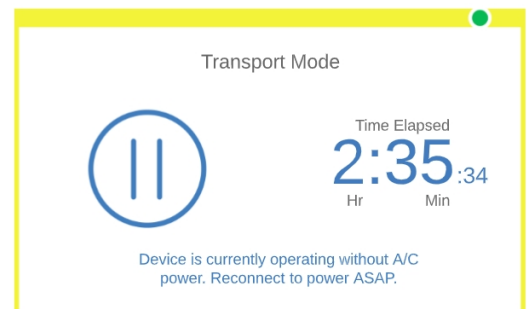 Transport Mode
Time Elapsed
2:35:34
Hr Min
Device is currently operating without A/C
power. Reconnect to power ASAP.